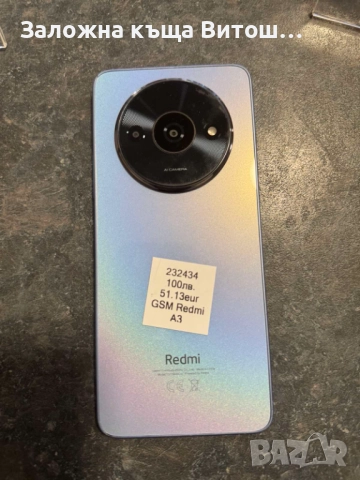 Заложна къща Витош...
232434
100лв.
51.13eur
GSM Redmi
A3
Redmi
BAZAR